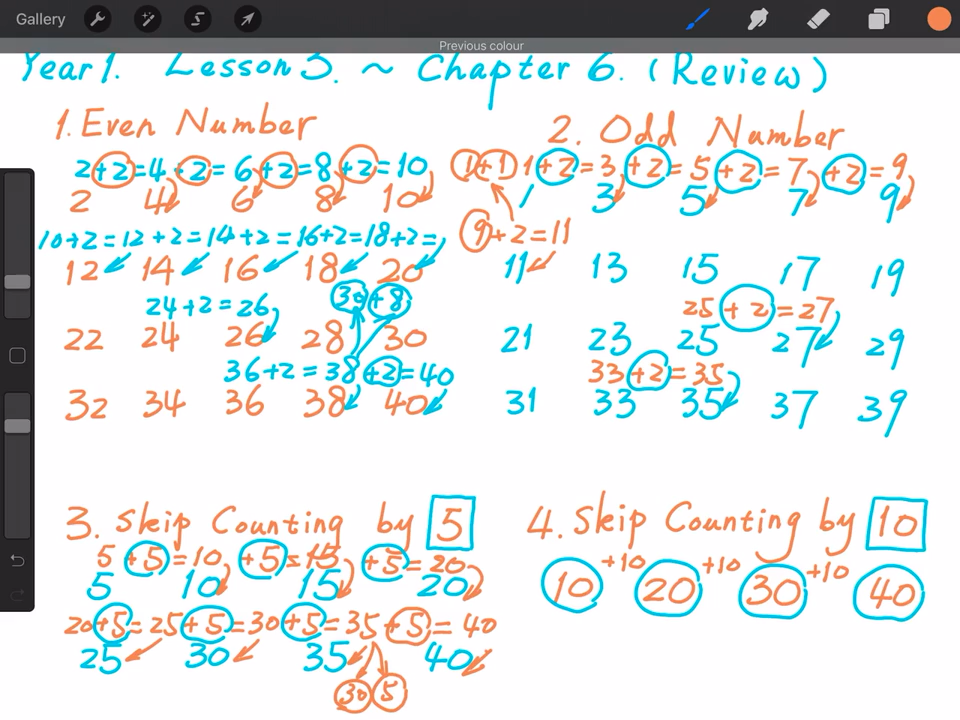 Gallery
Previous colour
Year 1. Lesson 5. ~ Chapter 6. (Review)
1. Even Number
2+2=4+2=6+2=8+2=10
2 4 6 8 10
10+2=12+2=14+2=16+2=18+2=
12 14 16 18 20
24+2=26
30 +8
22 24 26 28 30
36+2=38+2=40
32 34 36 38 40
2. Odd Number
1+1) 1+2=3+2=5+2=7+2=9
1 3 5 7 9
9+2=11
11 13 15 17 19
25+2=27
21 23 25 27 29
33+2=35
31 33 35 37 39
3. Skip Counting by 5
5+5=10+5=15+5=20
5 10 15 20
20+5=25+5=30+5=35+5=40
25 30 35 40
30 5
4. Skip Counting by 10
+10 +10 +10
10 20 30 40